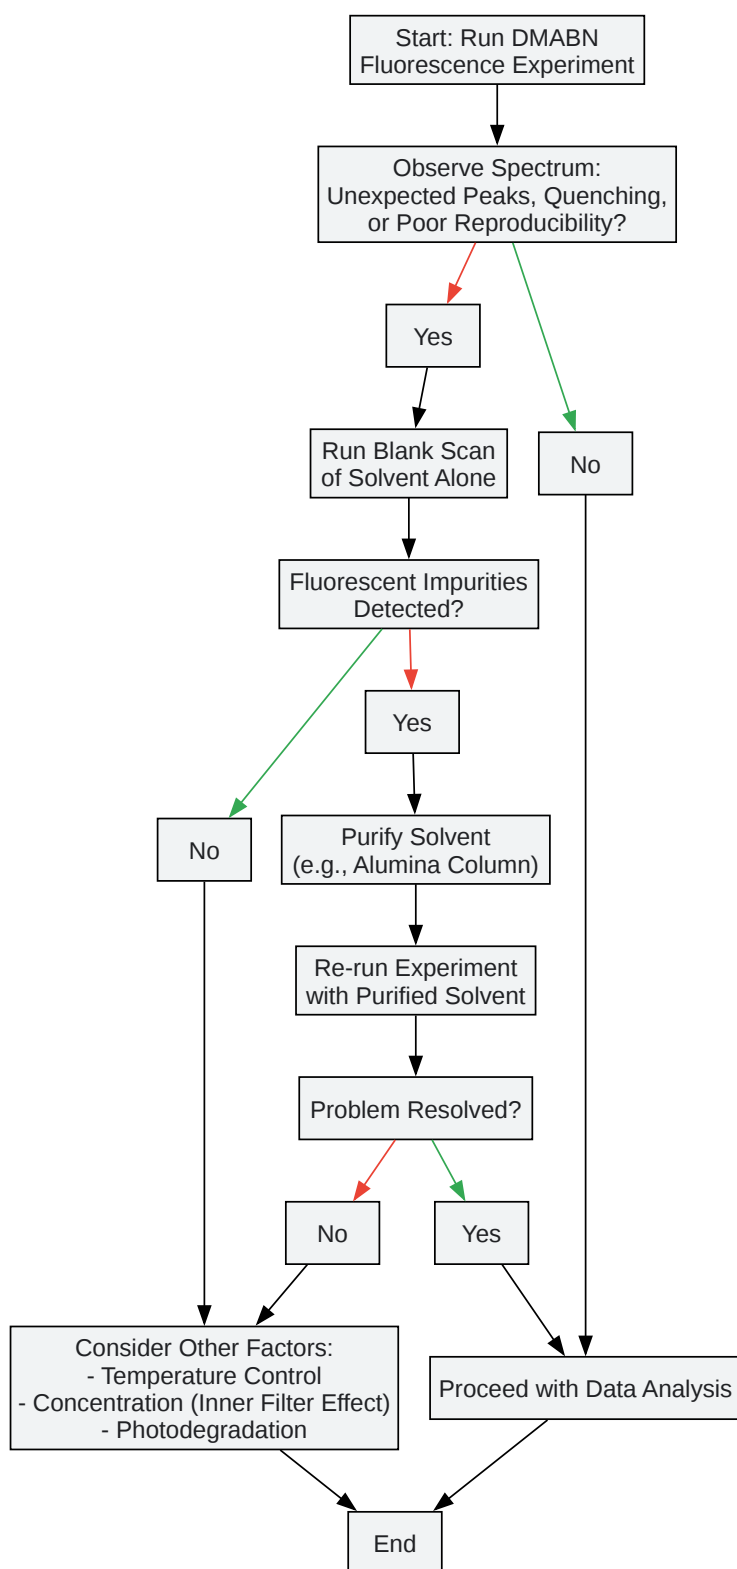 Start: Run DMABN
Fluorescence Experiment
Observe Spectrum:
Unexpected Peaks, Quenching,
or Poor Reproducibility?
Yes
No
Run Blank Scan
of Solvent Alone
Fluorescent Impurities
Detected?
Yes
No
Purify Solvent
(e.g., Alumina Column)
Re-run Experiment
with Purified Solvent
Problem Resolved?
No
Yes
Consider Other Factors:
- Temperature Control
- Concentration (Inner Filter Effect)
- Photodegradation
Proceed with Data Analysis
End